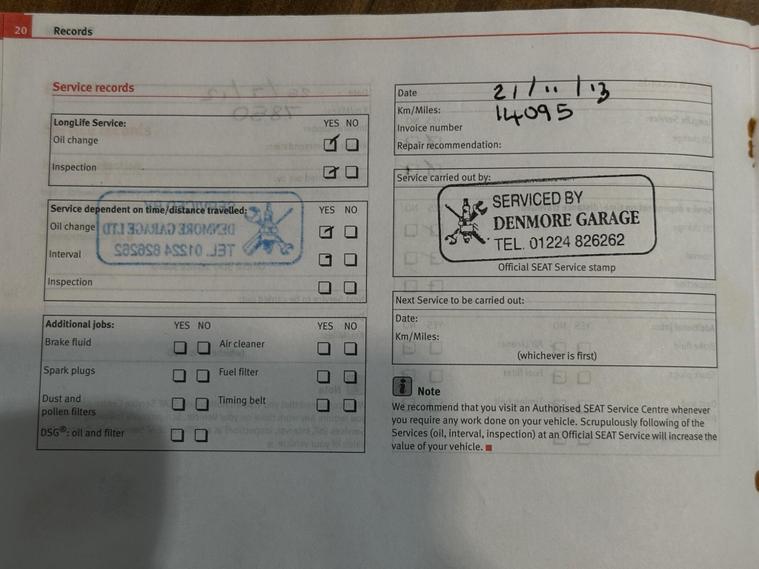 20 Records
Service records
LongLife Service: YES NO
Oil change
Inspection
Service dependent on time/distance travelled: YES NO
Oil change
Interval
Inspection
Additional jobs: YES NO YES NO
Brake fluid Air cleaner
Spark plugs Fuel filter
Dust and
pollen filters Timing belt
DSG®: oil and filter
Date 21/11/13
Km/Miles: 14095
Invoice number
Repair recommendation:
Service carried out by:
SERVICED BY
DENMORE GARAGE
TEL. 01224 826262
Official SEAT Service stamp
Next Service to be carried out:
Date:
Km/Miles:
(whichever is first)
i Note
We recommend that you visit an Authorised SEAT Service Centre whenever
you require any work done on your vehicle. Scrupulously following of the
Services (oil, interval, inspection) at an Official SEAT Service will increase the
value of your vehicle.